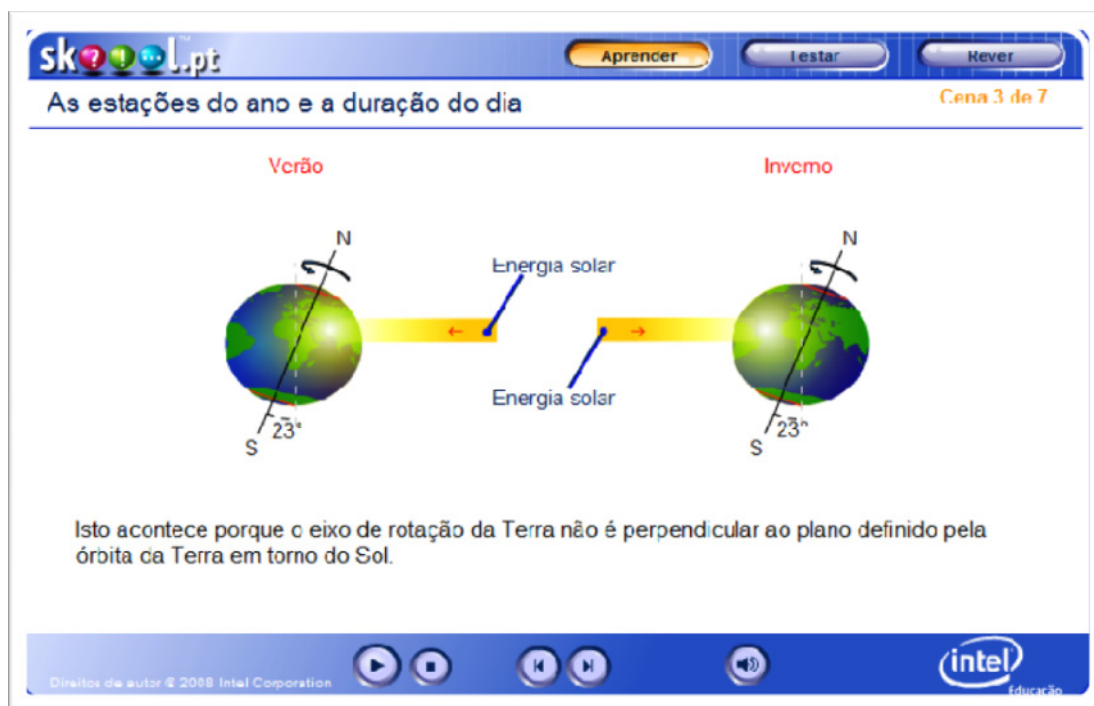 skoool.pt
Aprender
Testar
Rever
As estações do ano e a duração do dia
Cena 3 de 7
Verão
Inverno
N
N
Energia solar
Energia solar
23°
S
23°
S
Isto acontece porque o eixo de rotação da Terra não é perpendicular ao plano definido pela
órbita da Terra em torno do Sol.
Direitos de autor © 2008 Intel Corporation
intel
Educação